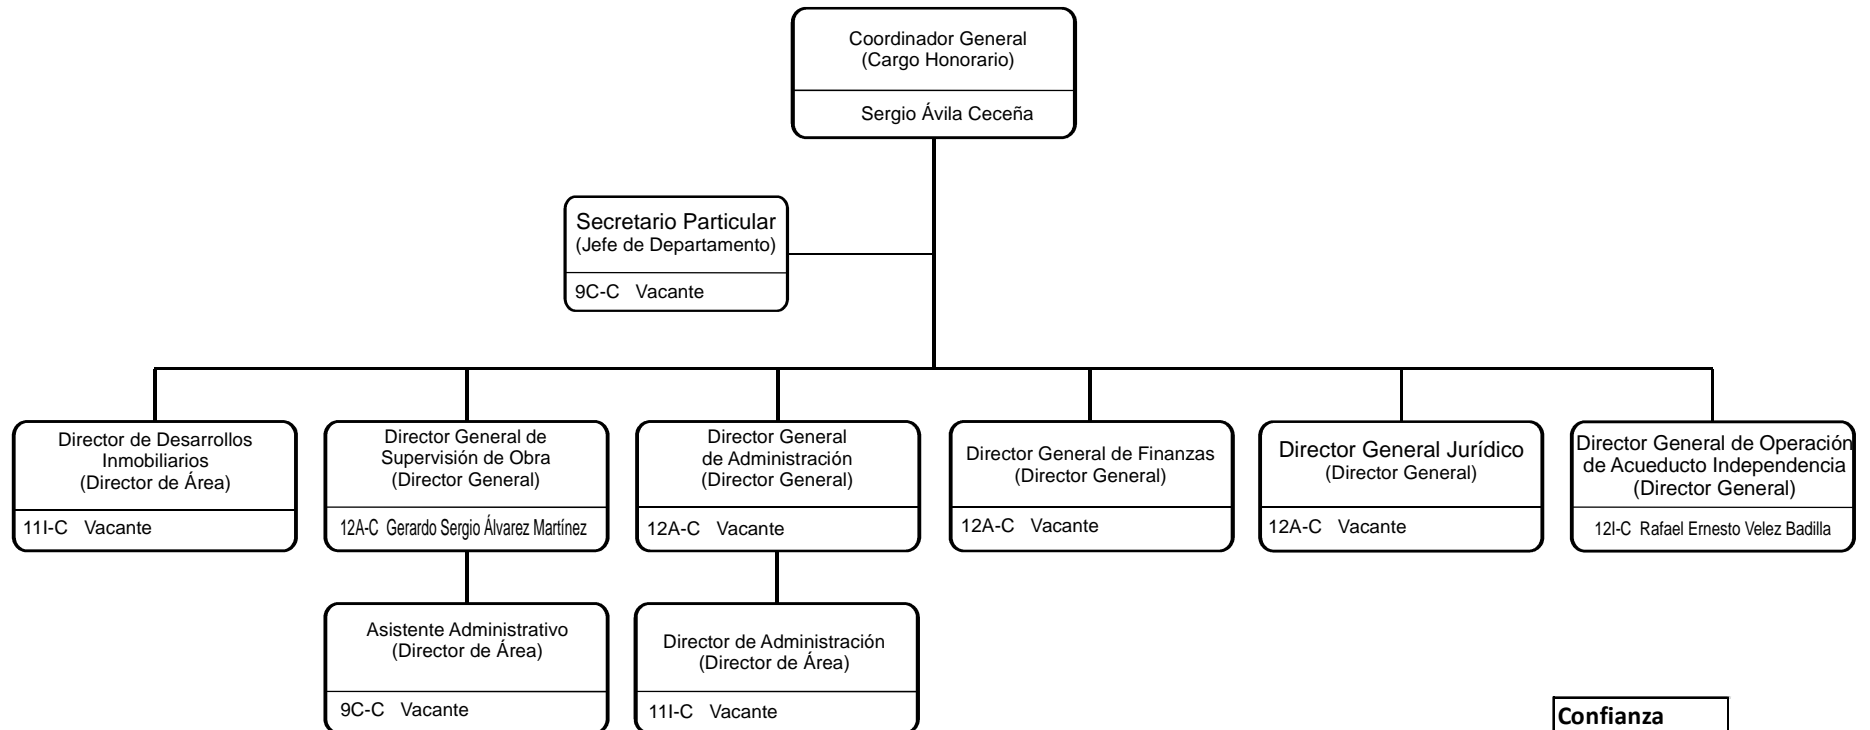 Coordinador General
(Cargo Honorario)
Sergio Ávila Ceceña
Secretario Particular
(Jefe de Departamento)
9C-C Vacante
Director de Desarrollos
Inmobiliarios
(Director de Área)
11I-C Vacante
Director General de
Supervisión de Obra
(Director General)
12A-C Gerardo Sergio Álvarez Martínez
Director General
de Administración
(Director General)
12A-C Vacante
Director General de Finanzas
(Director General)
12A-C Vacante
Director General Jurídico
(Director General)
12A-C Vacante
Director General de Operación
de Acueducto Independencia
(Director General)
12I-C Rafael Ernesto Velez Badilla
Asistente Administrativo
(Director de Área)
9C-C Vacante
Director de Administración
(Director de Área)
11I-C Vacante
Confianza